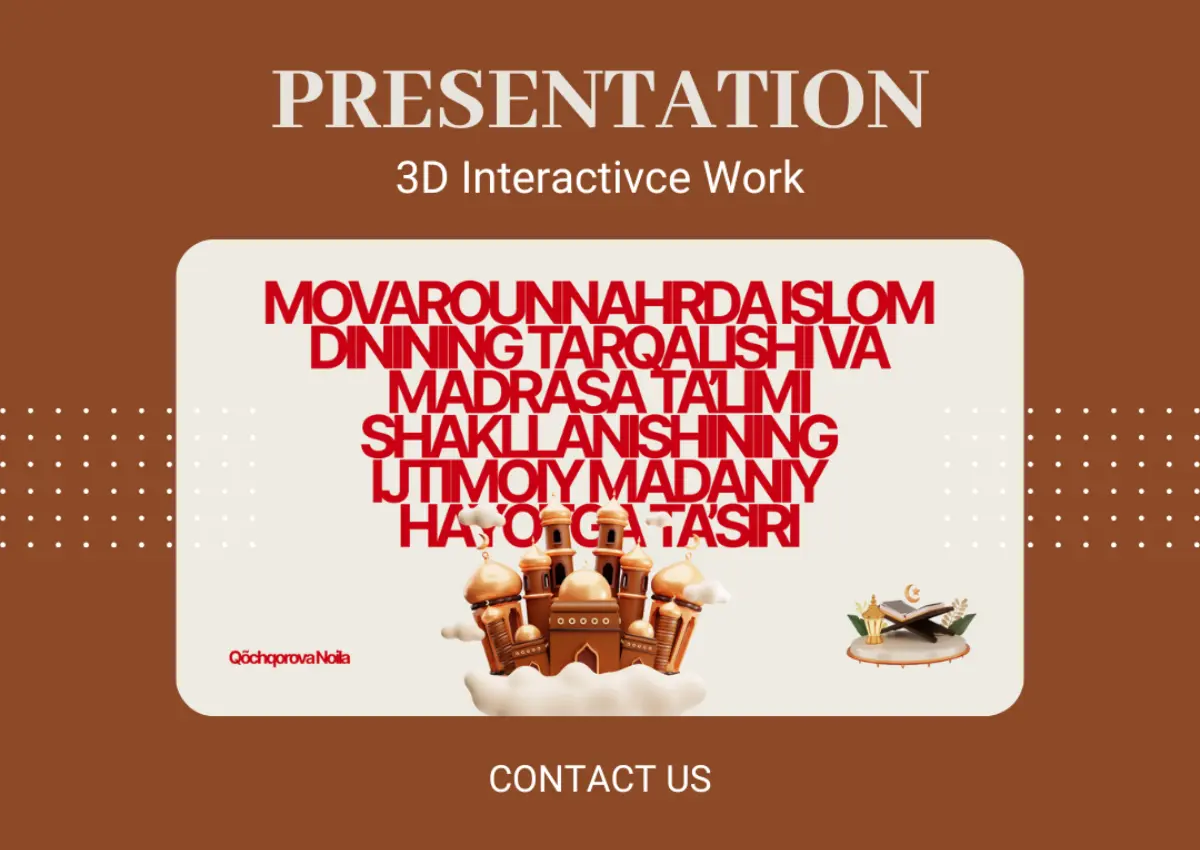 PRESENTATION
3D Interactivce Work
MOVAROUNNAHRDA ISLOM
DININING TARQALISHI VA
MADRASA TA'LIMI
SHAKLLANISHINING
IJTIMOIY MADANIY
HAYOTGA TA'SIRI
Qõchqorova Noila
CONTACT US